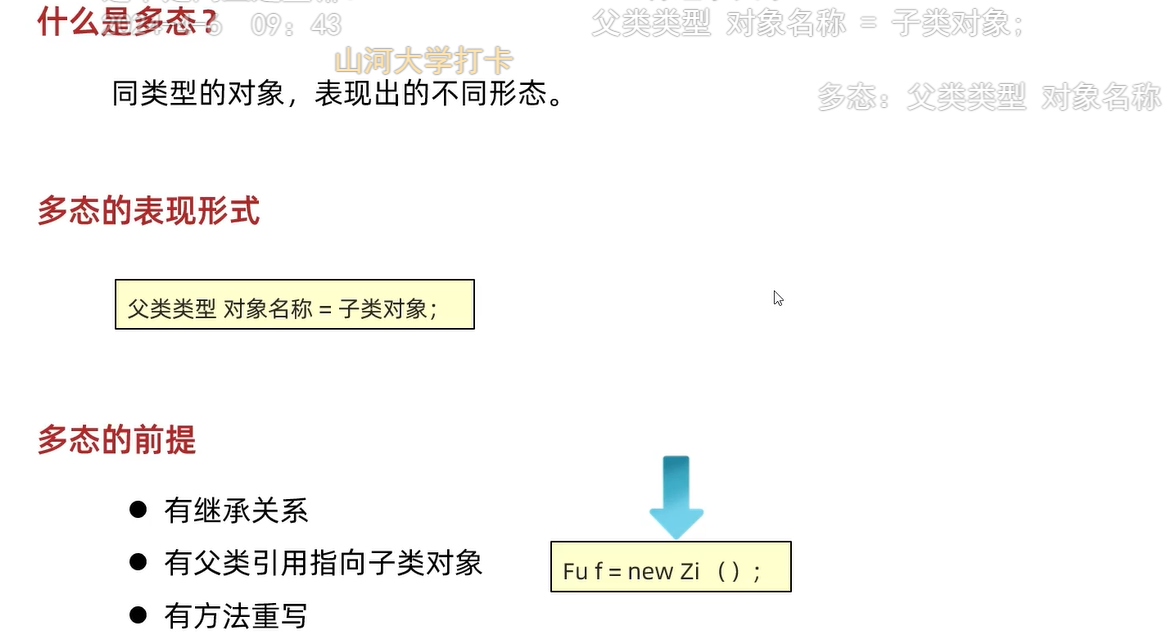 什么是多态？
09：43
父类类型 对象名称 = 子类对象；
山河大学打卡
同类型的对象，表现出的不同形态。
多态：父类类型 对象名称
多态的表现形式
父类类型 对象名称 = 子类对象；
多态的前提
有继承关系
有父类引用指向子类对象
Fu f = new Zi （）；
有方法重写